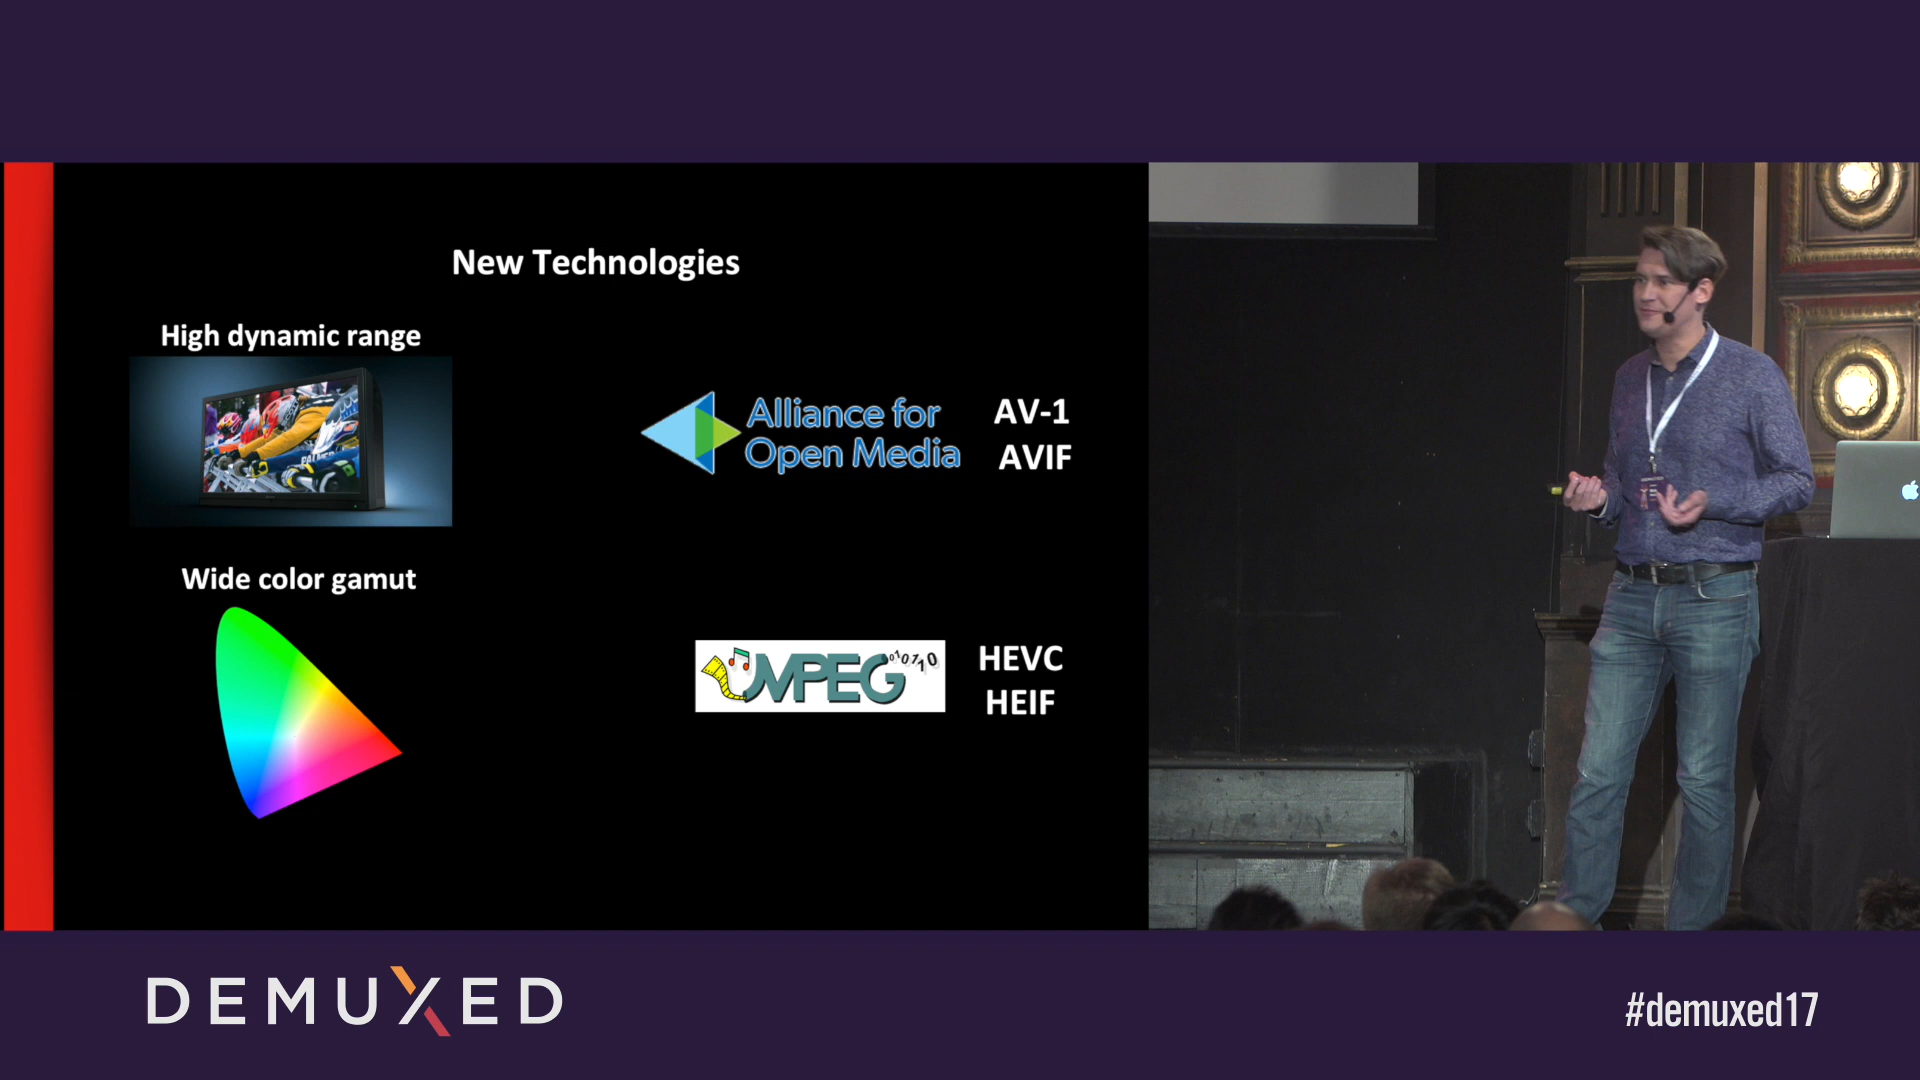 New Technologies
High dynamic range
Alliance for
Open Media
AV-1
AVIF
Wide color gamut
MPEG
010110
HEVC
HEIF
DEMUXED
#demuxed17